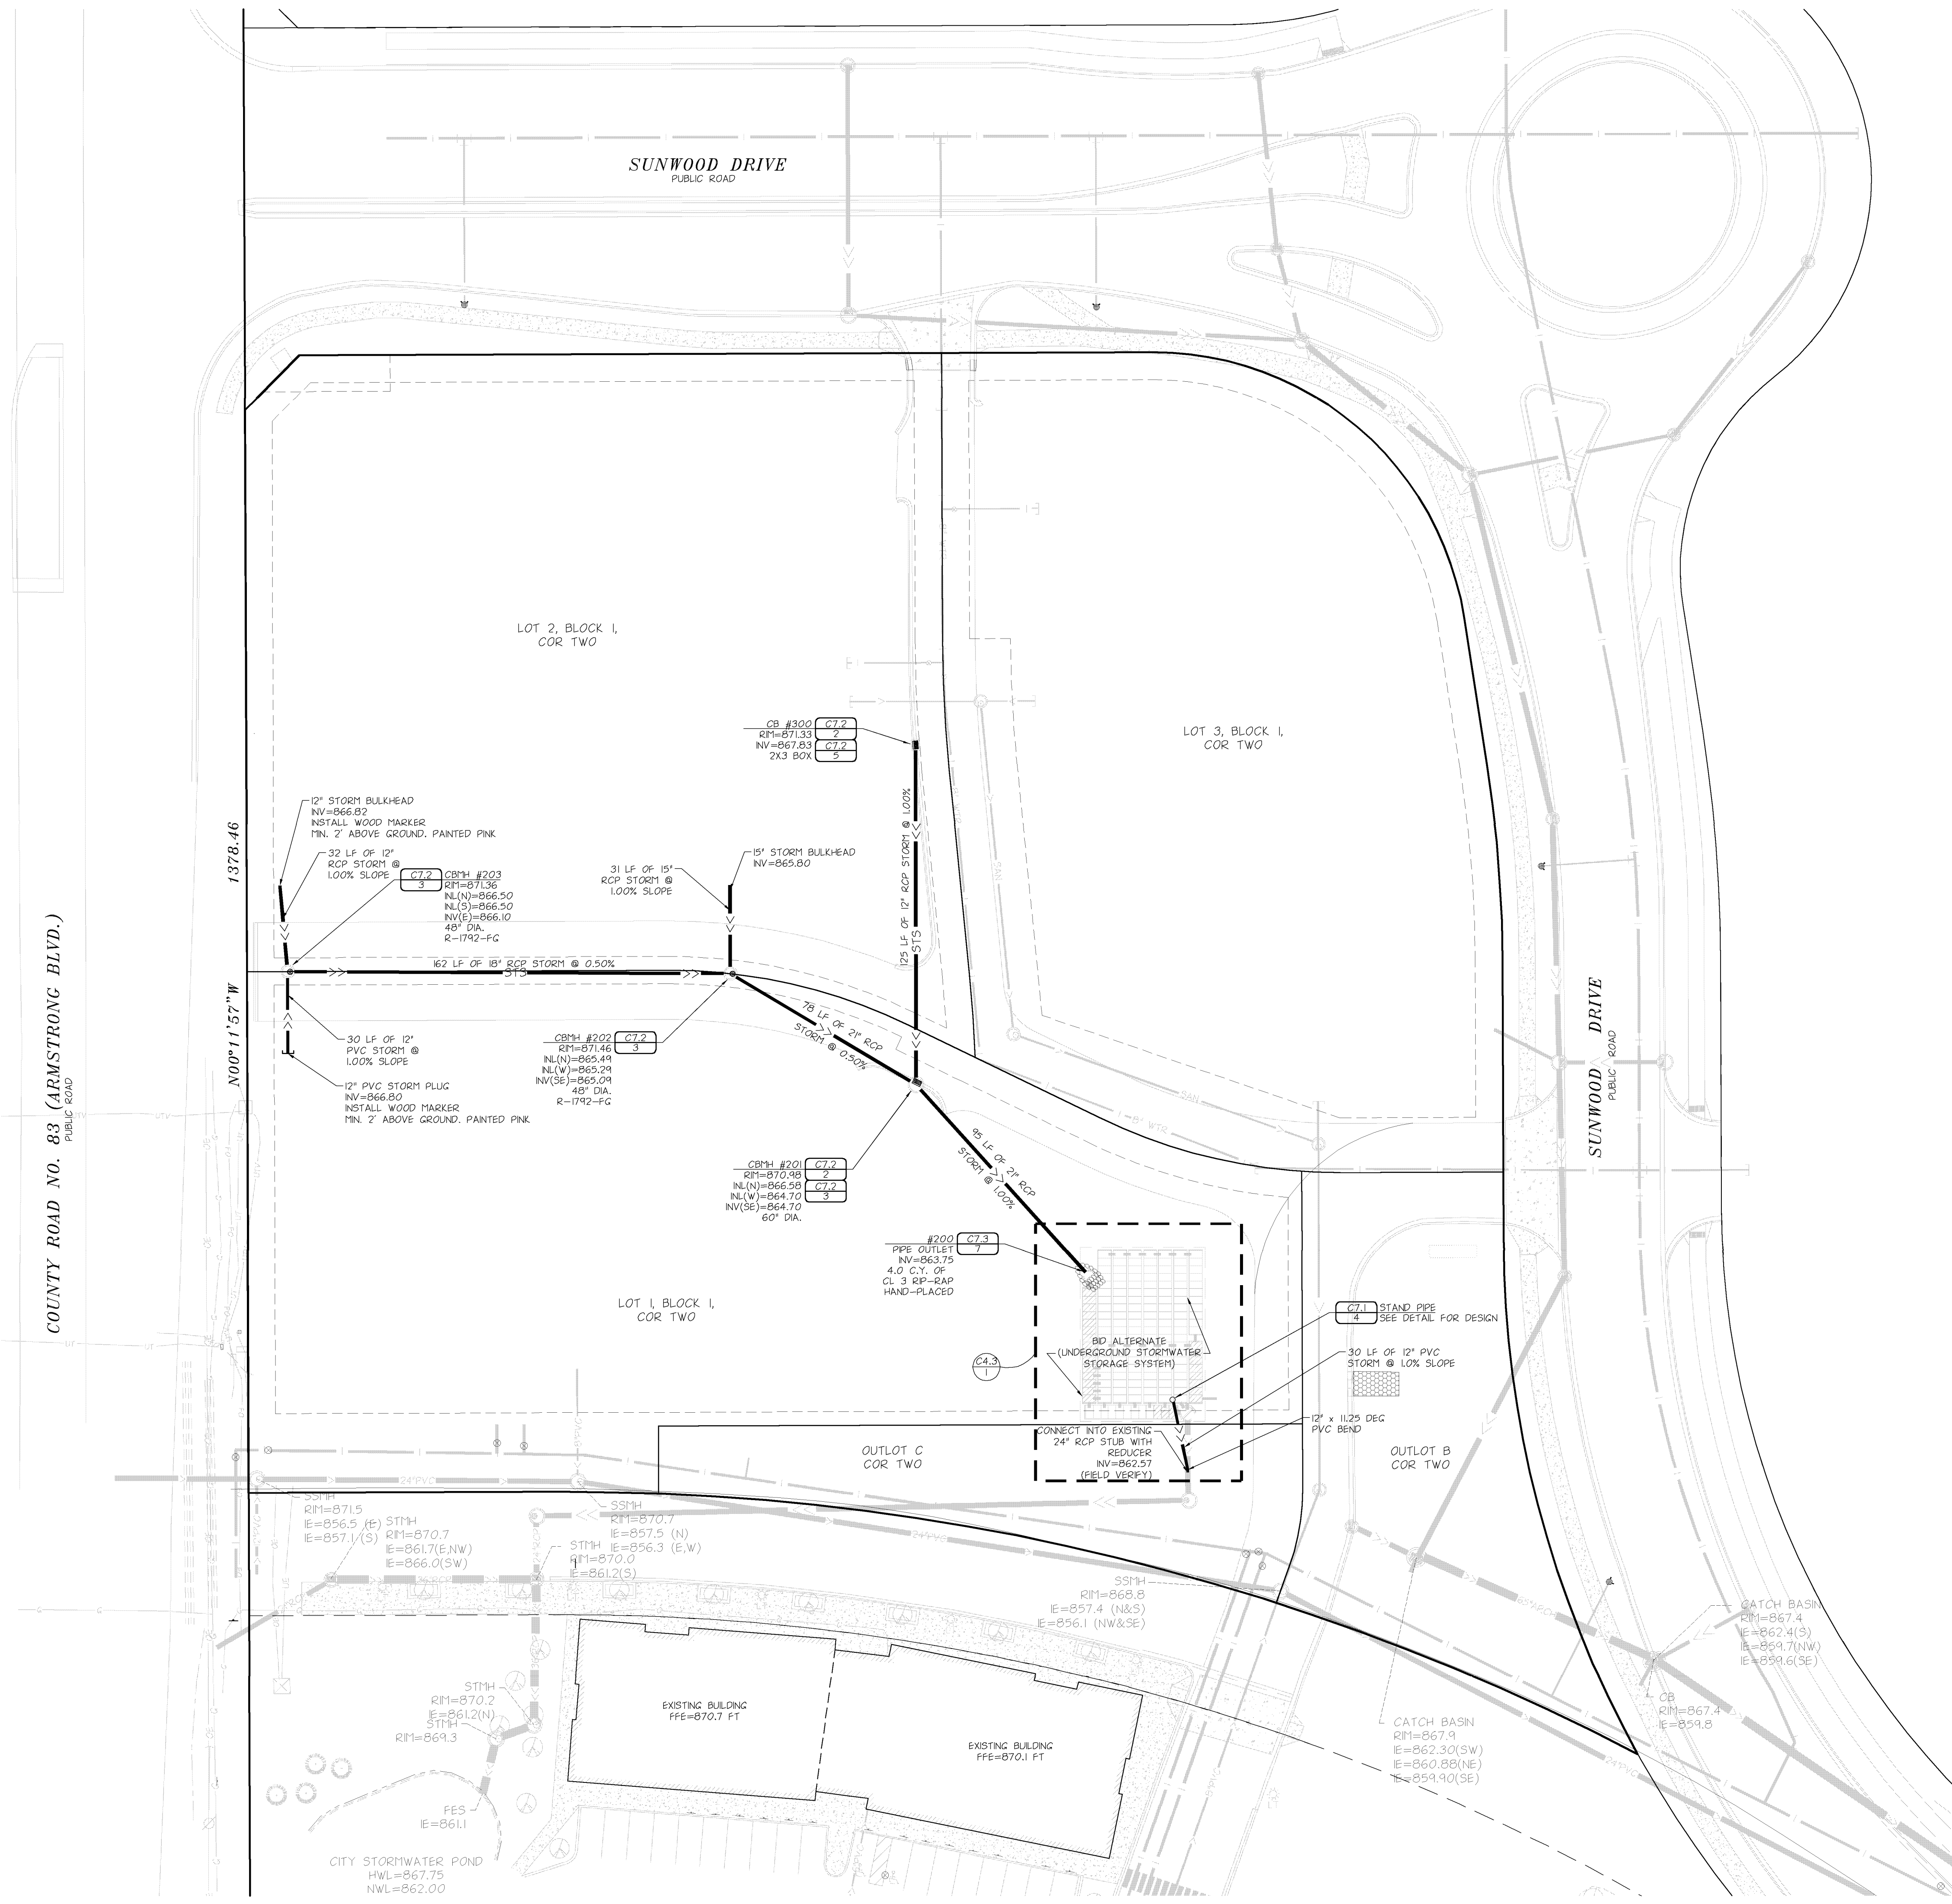 SUNWOOD DRIVE
PUBLIC ROAD
LOT 2, BLOCK 1,
COR TWO
LOT 3, BLOCK 1,
COR TWO
CB #300
RIM=871.33
INV=867.83
2X3 BOX
C7.2
2
C7.2
5
125 LF OF 12" RCP STORM @ 1.00%
STS
12" STORM BULKHEAD
INV=866.82
INSTALL WOOD MARKER
MIN. 2' ABOVE GROUND. PAINTED PINK
32 LF OF 12"
RCP STORM @
1.00% SLOPE
C7.2
3
CBMH #203
RIM=871.36
INL(N)=866.50
INL(S)=866.50
INV(E)=866.10
48" DIA.
R-1792-FG
15" STORM BULKHEAD
INV=865.80
31 LF OF 15"
RCP STORM @
1.00% SLOPE
162 LF OF 18" RCP STORM @ 0.50%
STS
1378.46
N00°11'57"W
COUNTY ROAD NO. 83 (ARMSTRONG BLVD.)
PUBLIC ROAD
30 LF OF 12"
PVC STORM @
1.00% SLOPE
12" PVC STORM PLUG
INV=866.80
INSTALL WOOD MARKER
MIN. 2' ABOVE GROUND. PAINTED PINK
CBMH #202
RIM=871.46
INL(N)=865.49
INL(W)=865.29
INV(SE)=865.09
48" DIA.
R-1792-FG
C7.2
3
78 LF OF 21" RCP
STORM @ 0.50%
CBMH #201
RIM=870.98
INL(N)=866.58
INL(W)=864.70
INV(SE)=864.70
60" DIA.
C7.2
2
C7.2
3
95 LF OF 21" RCP
STORM @ 1.00%
SAN
8" WTR
SUNWOOD DRIVE
PUBLIC ROAD
#200
PIPE OUTLET
INV=863.75
4.0 C.Y. OF
CL 3 RIP-RAP
HAND-PLACED
C7.3
7
LOT 1, BLOCK 1,
COR TWO
BID ALTERNATE
(UNDERGROUND STORMWATER
STORAGE SYSTEM)
C4.3
1
C7.1
4
STAND PIPE
SEE DETAIL FOR DESIGN
30 LF OF 12" PVC
STORM @ 1.0% SLOPE
12" x 11.25 DEG
PVC BEND
CONNECT INTO EXISTING
24" RCP STUB WITH
REDUCER
INV=862.57
(FIELD VERIFY)
OUTLOT C
COR TWO
OUTLOT B
COR TWO
24"PVC
24"PVC
24"PVC
SSMH
RIM=871.5
IE=856.5 (E)
IE=857.1 (S)
STMH
RIM=870.7
IE=861.7(E,NW)
IE=866.0(SW)
SSMH
RIM=870.7
IE=857.5 (N)
IE=856.3 (E,W)
STMH
RIM=870.0
IE=861.2(S)
SSMH
RIM=868.8
IE=857.4 (N&S)
IE=856.1 (NW&SE)
CATCH BASIN
RIM=867.4
IE=862.4(S)
IE=859.7(NW)
IE=859.6(SE)
CB
RIM=867.4
IE=859.8
CATCH BASIN
RIM=867.9
IE=862.30(SW)
IE=860.88(NE)
IE=859.90(SE)
EXISTING BUILDING
FFE=870.7 FT
EXISTING BUILDING
FFE=870.1 FT
STMH
RIM=870.2
IE=861.2(N)
STMH
RIM=869.3
FES
IE=861.1
CITY STORMWATER POND
HWL=867.75
NWL=862.00